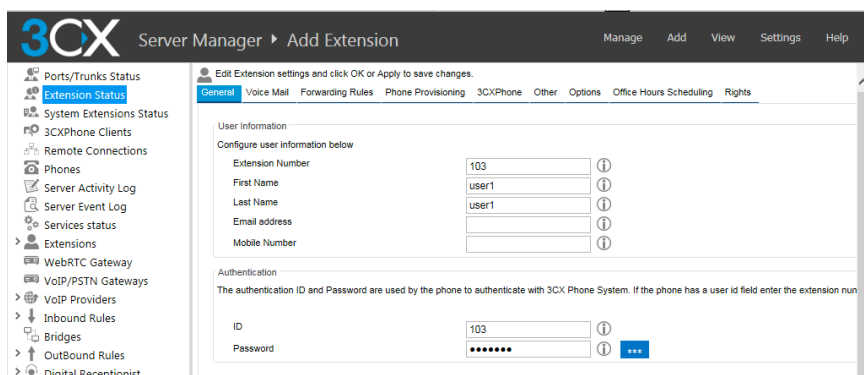 3CX Server Manager ▸ Add Extension Manage Add View Settings Help
Ports/Trunks Status
Extension Status
System Extensions Status
3CXPhone Clients
Remote Connections
Phones
Server Activity Log
Server Event Log
Services status
Extensions
WebRTC Gateway
VoIP/PSTN Gateways
VOIP Providers
Inbound Rules
Bridges
OutBound Rules
Digital Receptionist
Edit Extension settings and click OK or Apply to save changes.
General Voice Mail Forwarding Rules Phone Provisioning 3CXPhone Other Options Office Hours Scheduling Rights
User Information
Configure user information below
Extension Number 103
First Name user1
Last Name user1
Email address
Mobile Number
Authentication
The authentication ID and Password are used by the phone to authenticate with 3CX Phone System. If the phone has a user id field enter the extension num
ID 103
Password ●●●●●●● ***